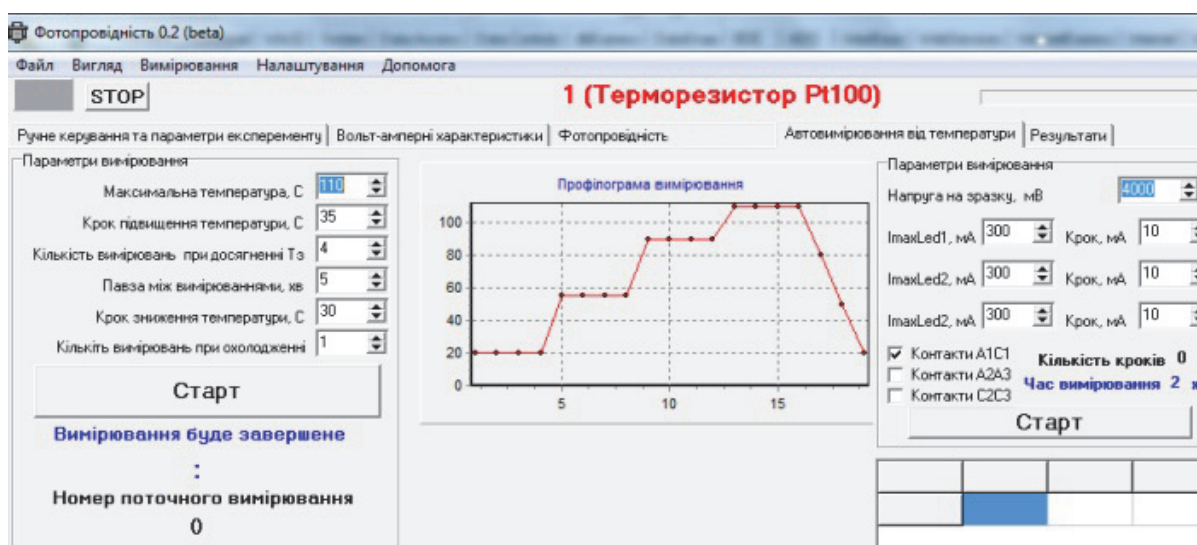 Фотопровідність 0.2 (beta)
Файл Вигляд Вимірювання Налаштування Допомога
STOP
1 (Терморезистор Pt100)
Ручне керування та параметри експеременту Вольт-амперні характеристики Фотопровідність Автовимірювання від температури Результати
Параметри вимірювання
Максимальна температура, С 110
Крок підвищення температури, С 35
Кількість вимірювань при досягненні Тз 4
Павза між вимірюваннями, хв 5
Крок зниження температури, С 30
Кількіть вимірювань при охолодженні 1
Старт
Вимірювання буде завершене
:
Номер поточного вимірювання
0
Профілограма вимірювання
100
80
60
40
20
0
5 10 15
Параметри вимірювання
Напруга на зразку, мВ 4000
ImaxLed1, мА 300 Крок, мА 10
ImaxLed2, мА 300 Крок, мА 10
ImaxLed2, мА 300 Крок, мА 10
Контакти А1С1
Контакти А2А3
Контакти С2С3
Кількість кроків 0
Час вимірювання 2
Старт